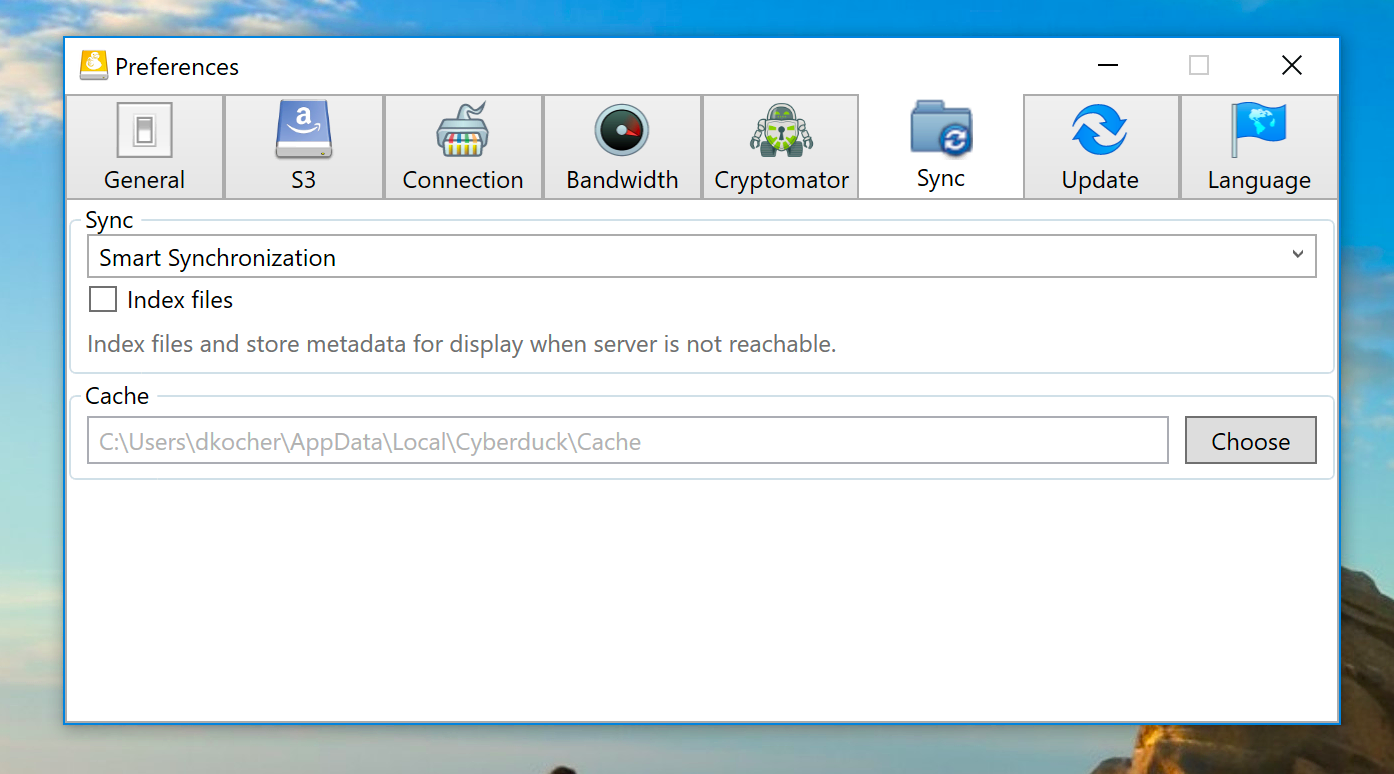 Preferences
General
S3
Connection
Bandwidth
Cryptomator
Sync
Update
Language
Sync
Smart Synchronization
Index files
Index files and store metadata for display when server is not reachable.
Cache
C:\Users\dkocher\AppData\Local\Cyberduck\Cache
Choose